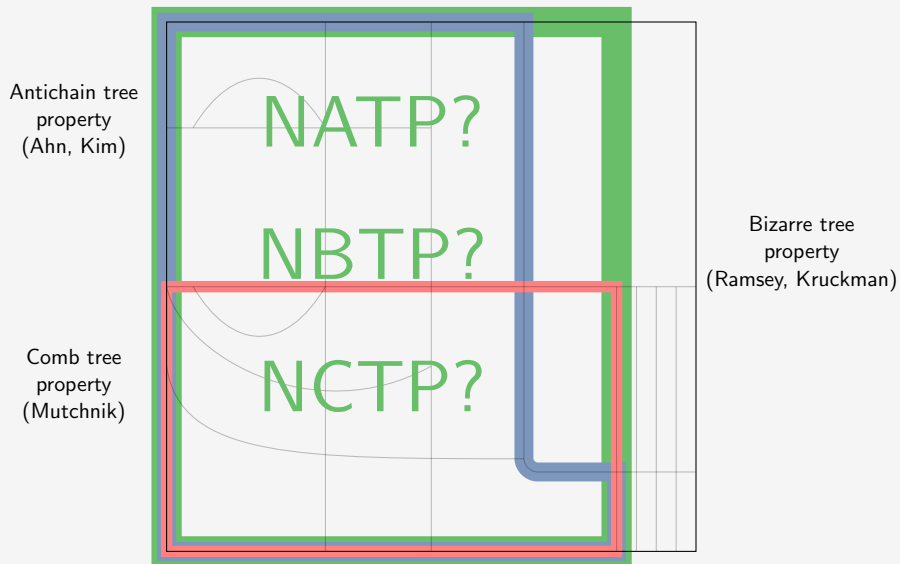 Antichain tree
property
(Ahn, Kim)
NATP?
NBTP?
Bizarre tree
property
(Ramsey, Kruckman)
Comb tree
property
(Mutchnik)
NCTP?